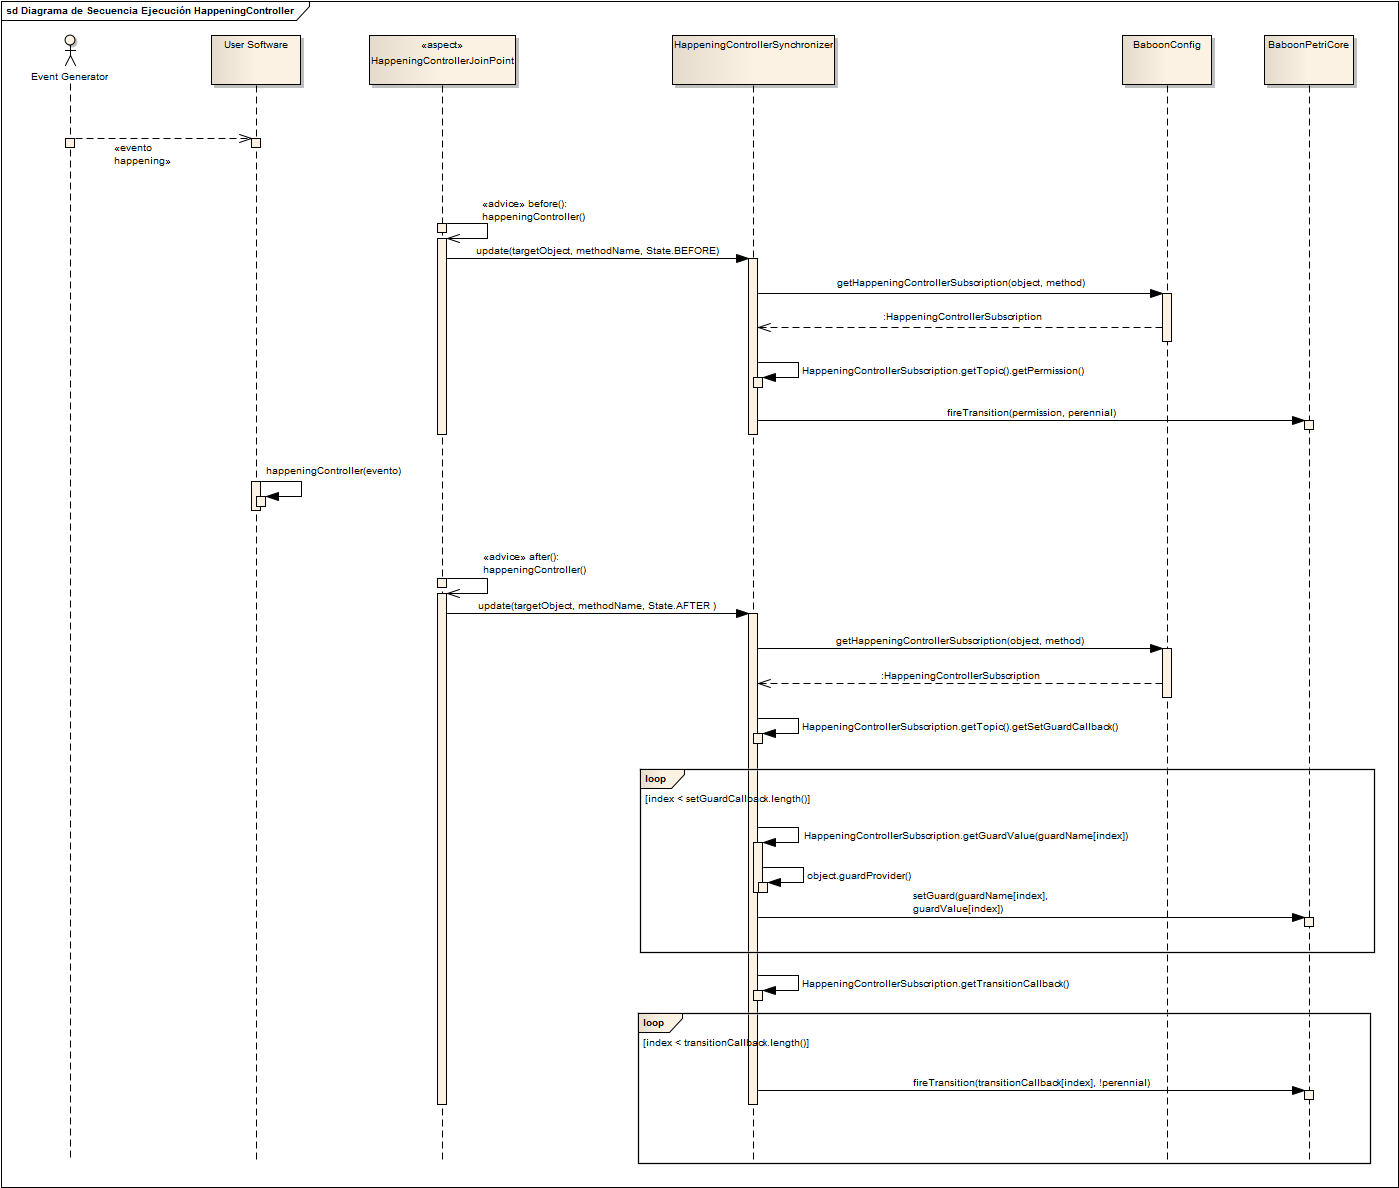 sd Diagrama de Secuencia Ejecución HappeningController
Event Generator
User Software
«aspect»
HappeningControllerJoinPoint
HappeningControllerSynchronizer
BaboonConfig
BaboonPetriCore
«evento
happening»
«advice» before():
happeningController()
update(targetObject, methodName, State.BEFORE)
getHappeningControllerSubscription(object, method)
:HappeningControllerSubscription
HappeningControllerSubscription.getTopic().getPermission()
fireTransition(permission, perennial)
happeningController(evento)
«advice» after():
happeningController()
update(targetObject, methodName, State.AFTER )
getHappeningControllerSubscription(object, method)
:HappeningControllerSubscription
HappeningControllerSubscription.getTopic().getSetGuardCallback()
loop
[index < setGuardCallback.length()]
HappeningControllerSubscription.getGuardValue(guardName[index])
object.guardProvider()
setGuard(guardName[index],
guardValue[index])
HappeningControllerSubscription.getTransitionCallback()
loop
[index < transitionCallback.length()]
fireTransition(transitionCallback[index], !perennial)